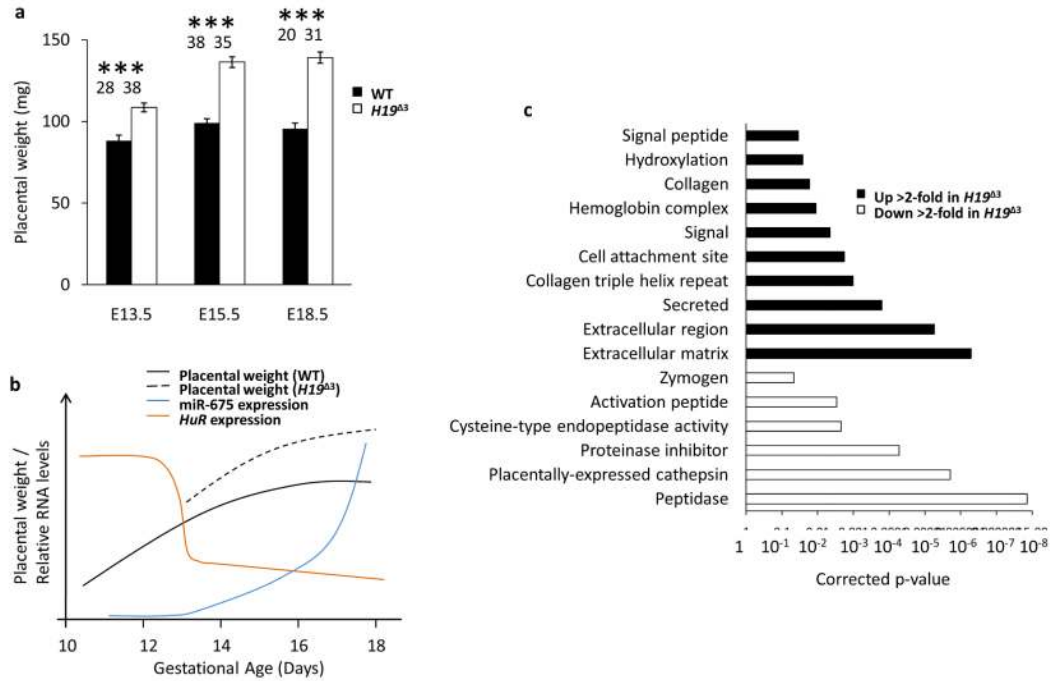 a
***
***
***
28 38
38 35
20 31
150
100
50
0
Placental weight (mg)
WT
H19Δ3
E13.5 E15.5 E18.5
b
Placental weight (WT)
Placental weight (H19Δ3)
miR-675 expression
HuR expression
Placental weight /
Relative RNA levels
10 12 14 16 18
Gestational Age (Days)
c
Signal peptide
Hydroxylation
Collagen
Hemoglobin complex
Signal
Cell attachment site
Collagen triple helix repeat
Secreted
Extracellular region
Extracellular matrix
Zymogen
Activation peptide
Cysteine-type endopeptidase activity
Proteinase inhibitor
Placentally-expressed cathepsin
Peptidase
Up >2-fold in H19Δ3
Down >2-fold in H19Δ3
1 10-1 10-2 10-3 10-4 10-5 10-6 10-7 10-8
Corrected p-value